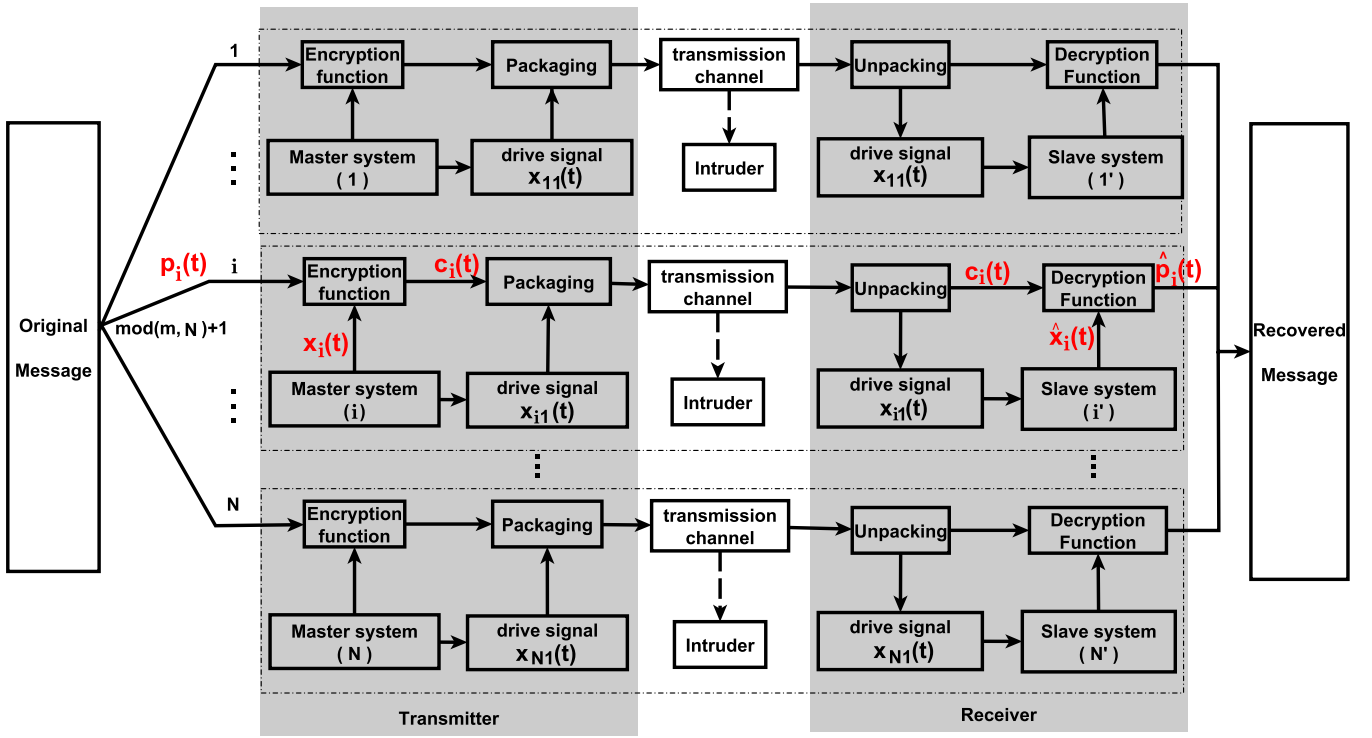 1
Encryption
function
Packaging
transmission
channel
Unpacking
Decryption
Function
Master system
( 1 )
drive signal
x₁₁(t)
Intruder
drive signal
x₁₁(t)
Slave system
( 1' )
Original
Message
pᵢ(t)
i
mod(m, N)+1
Encryption
function
cᵢ(t)
Packaging
transmission
channel
Unpacking
cᵢ(t)
Decryption
Function
p̂ᵢ(t)
xᵢ(t)
x̂ᵢ(t)
Master system
(i)
drive signal
xᵢ₁(t)
Intruder
drive signal
xᵢ₁(t)
Slave system
(i')
Recovered
Message
N
Encryption
function
Packaging
transmission
channel
Unpacking
Decryption
Function
Master system
( N )
drive signal
x_N1(t)
Intruder
drive signal
x_N1(t)
Slave system
( N' )
Transmitter
Receiver